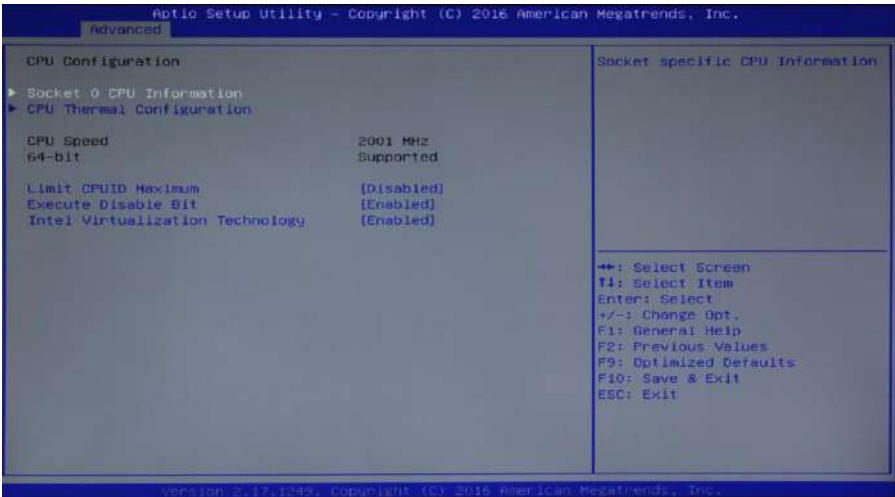 Aptio Setup Utility - Copyright (C) 2016 American Megatrends, Inc.
Advanced
CPU Configuration
Socket 0 CPU Information
CPU Thermal Configuration
CPU Speed 2001 MHz
64-bit Supported
Limit CPUID Maximum [Disabled]
Execute Disable Bit [Enabled]
Intel Virtualization Technology [Enabled]
Socket specific CPU Information
→←: Select Screen
↑↓: Select Item
Enter: Select
+/-: Change Opt.
F1: General Help
F2: Previous Values
F9: Optimized Defaults
F10: Save & Exit
ESC: Exit
Version 2.17.1249. Copyright (C) 2016 American Megatrends, Inc.